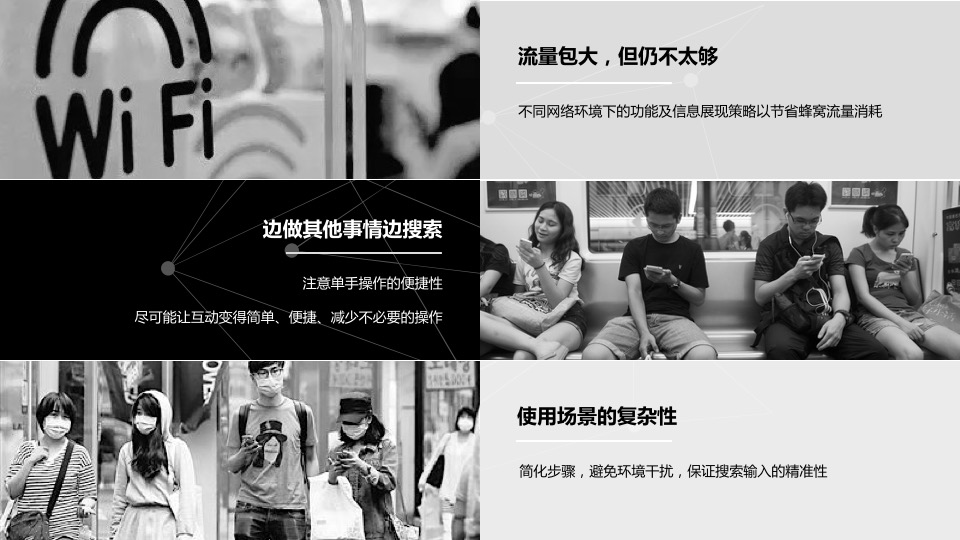 WiFi
流量包大，但仍不太够
不同网络环境下的功能及信息展现策略以节省蜂窝流量消耗
边做其他事情边搜索
注意单手操作的便捷性
尽可能让互动变得简单、便捷、减少不必要的操作
使用场景的复杂性
简化步骤，避免环境干扰，保证搜索输入的精准性